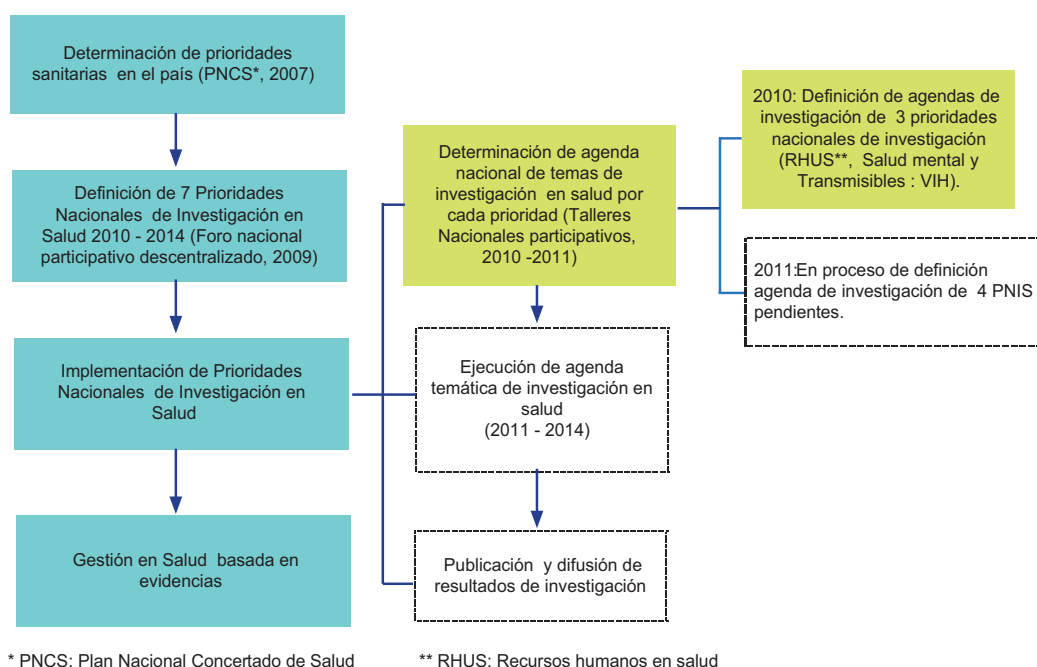 Determinación de prioridades
sanitarias en el país (PNCS*, 2007)
Definición de 7 Prioridades
Nacionales de Investigación en
Salud 2010 - 2014 (Foro nacional
participativo descentralizado, 2009)
Implementación de Prioridades
Nacionales de Investigación en
Salud
Gestión en Salud basada en
evidencias
Determinación de agenda
nacional de temas de
investigación en salud por
cada prioridad (Talleres
Nacionales participativos,
2010 -2011)
Ejecución de agenda
temática de investigación en
salud
(2011 - 2014)
Publicación y difusión de
resultados de investigación
2010: Definición de agendas de
investigación de 3 prioridades
nacionales de investigación
(RHUS**, Salud mental y
Transmisibles : VIH).
2011:En proceso de definición
agenda de investigación de 4 PNIS
pendientes.
* PNCS: Plan Nacional Concertado de Salud
** RHUS: Recursos humanos en salud